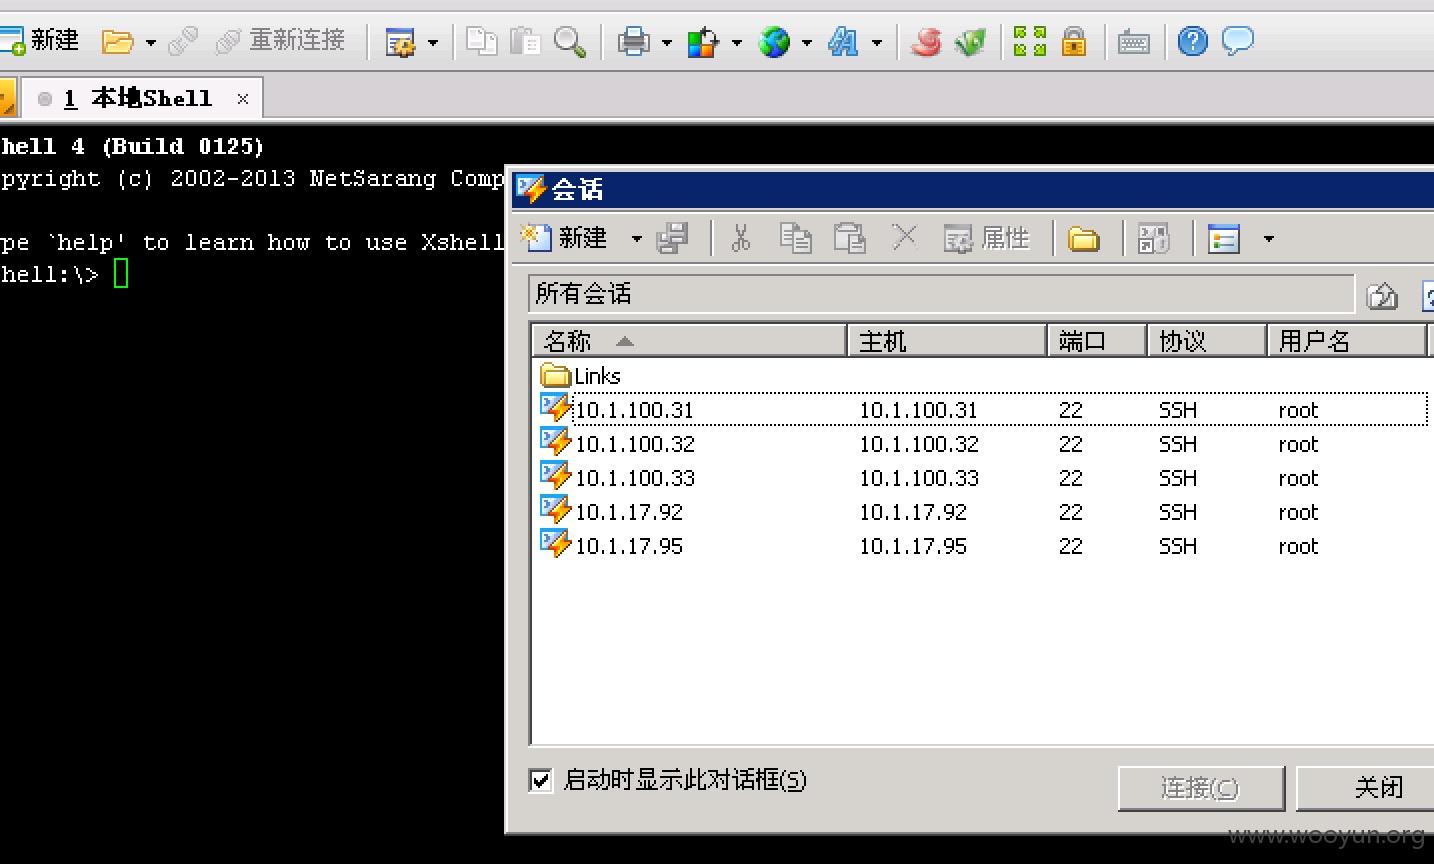 新建 重新连接
1 本地Shell
hell 4 (Build 0125)
pyright (c) 2002-2013 NetSarang Comp
pe `help' to learn how to use Xshell
hell:\>
会话
新建 属性
所有会话
名称 主机 端口 协议 用户名
Links
10.1.100.31 10.1.100.31 22 SSH root
10.1.100.32 10.1.100.32 22 SSH root
10.1.100.33 10.1.100.33 22 SSH root
10.1.17.92 10.1.17.92 22 SSH root
10.1.17.95 10.1.17.95 22 SSH root
启动时显示此对话框(S)
连接(C) 关闭
www.wooyun.org